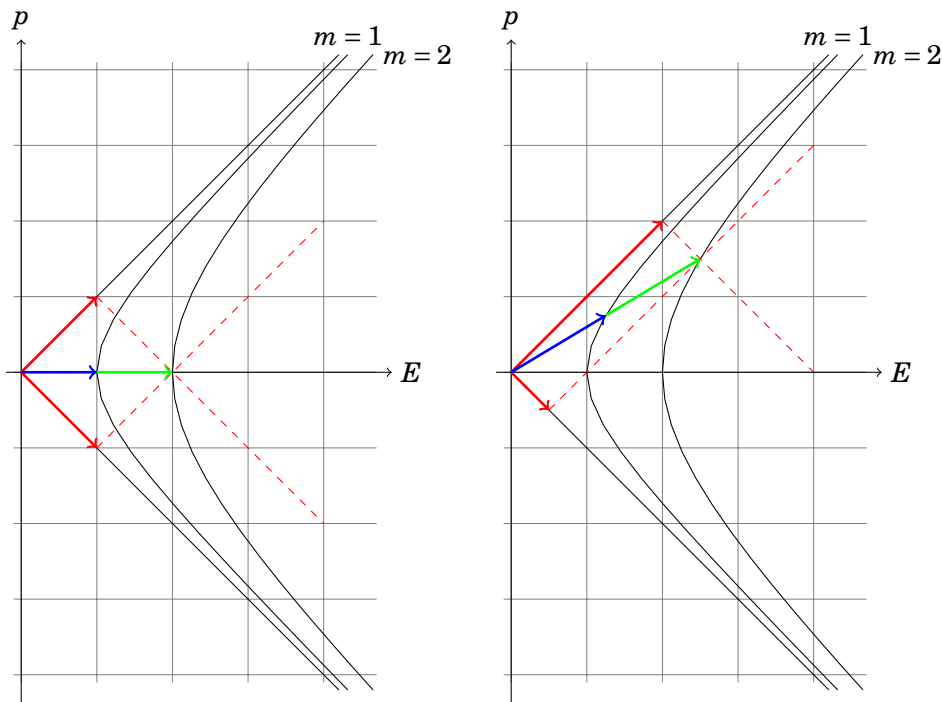 p
m = 1
m = 2
E
p
m = 1
m = 2
E